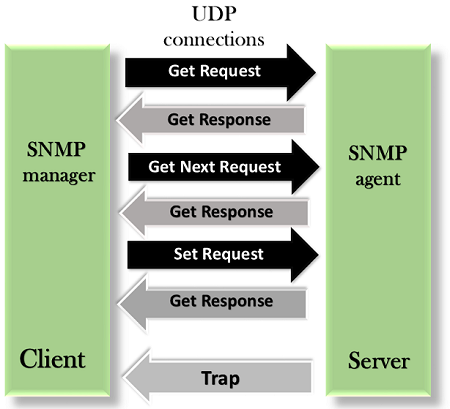 UDP
connections
Get Request
Get Response
SNMP
manager
Get Next Request
SNMP
agent
Get Response
Set Request
Get Response
Client
Server
Trap